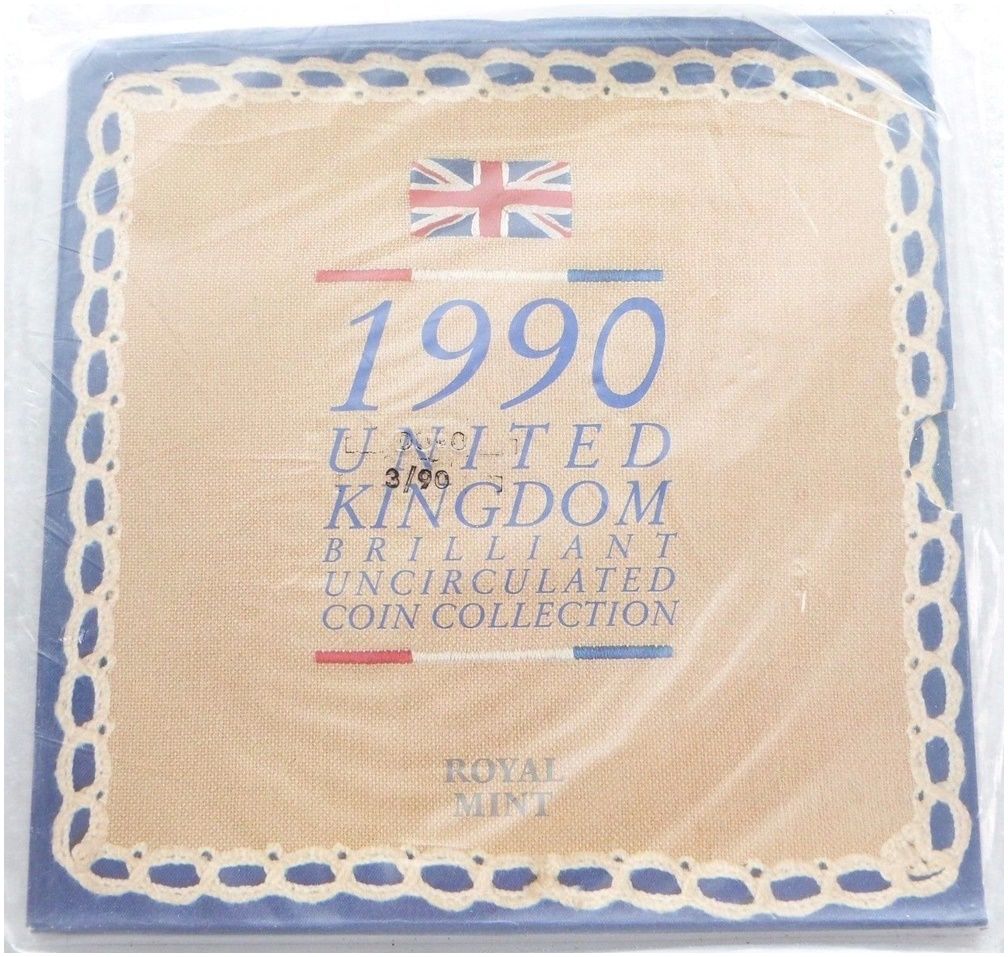 1990
UNITED
3/90
KINGDOM
BRILLIANT
UNCIRCULATED
COIN COLLECTION
ROYAL
MINT